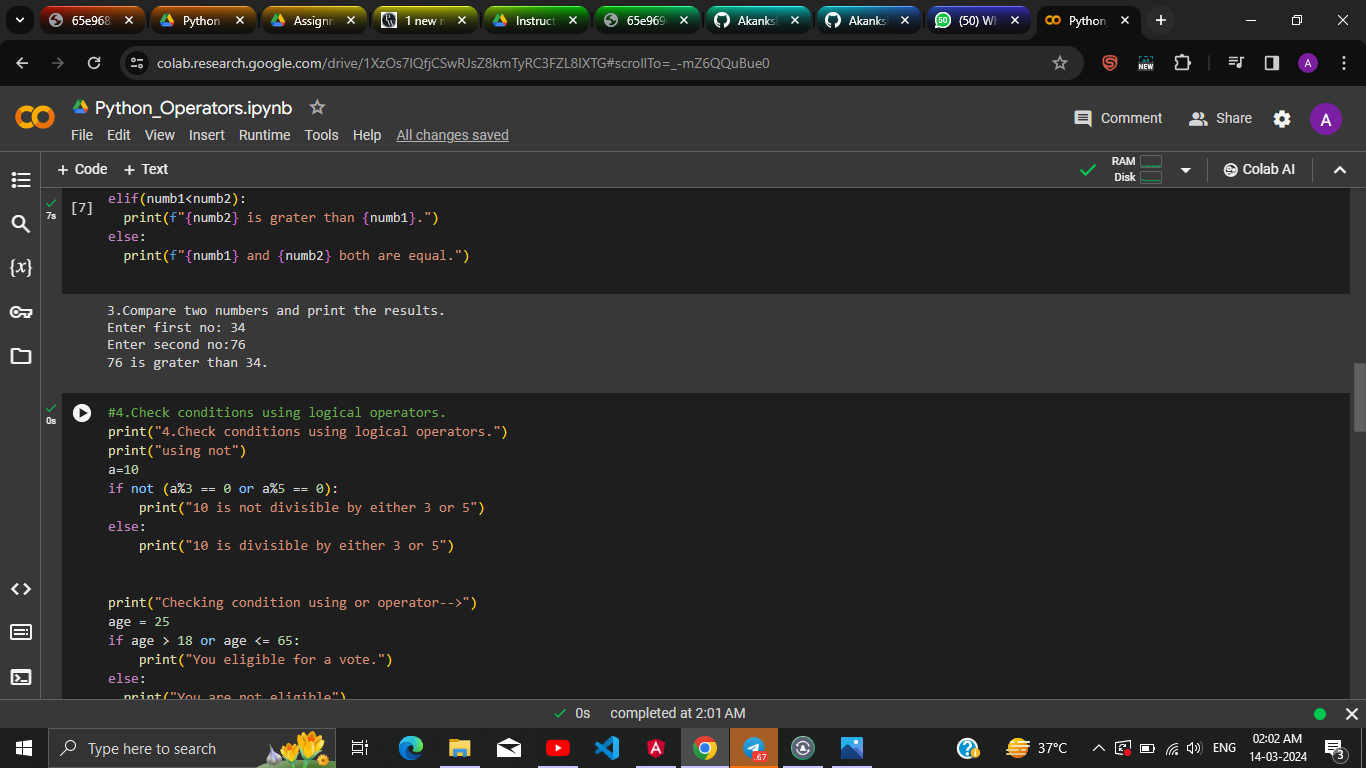 65e968
Python
Assignn
1 new n
Instruct
65e969
Akanksl
Akanks
(50) Wh
Python_
colab.research.google.com/drive/1XzOs7IQfjCSwRJsZ8kmTyRC3FZL8IXTG#scrollTo=_-mZ6QQuBue0
NEW
A
Python_Operators.ipynb
File Edit View Insert Runtime Tools Help All changes saved
Comment Share A
+ Code + Text
RAM
Disk
Colab AI
7s
[7]
elif(numb1<numb2):
print(f"{numb2} is grater than {numb1}.")
else:
print(f"{numb1} and {numb2} both are equal.")
3.Compare two numbers and print the results.
Enter first no: 34
Enter second no:76
76 is grater than 34.
0s
#4.Check conditions using logical operators.
print("4.Check conditions using logical operators.")
print("using not")
a=10
if not (a%3 == 0 or a%5 == 0):
print("10 is not divisible by either 3 or 5")
else:
print("10 is divisible by either 3 or 5")
print("Checking condition using or operator-->")
age = 25
if age > 18 or age <= 65:
print("You eligible for a vote.")
else:
print("You are not eligible")
{x}
0s completed at 2:01 AM
Type here to search
.67
37°C
ENG
02:02 AM
14-03-2024
3